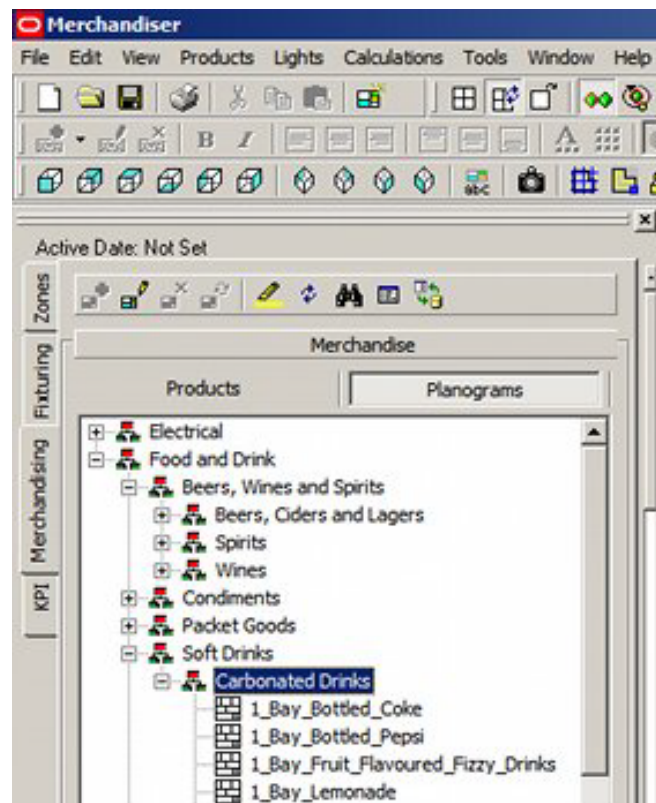 Merchandiser
File Edit View Products Lights Calculations Tools Window Help
B I A
abc
Active Date: Not Set
Zones
Fixturing
Merchandising
KPI
Merchandise
Products Planograms
Electrical
Food and Drink
Beers, Wines and Spirits
Beers, Ciders and Lagers
Spirits
Wines
Condiments
Packet Goods
Soft Drinks
Carbonated Drinks
1_Bay_Bottled_Coke
1_Bay_Bottled_Pepsi
1_Bay_Fruit_Flavoured_Fizzy_Drinks
1_Bay_Lemonade